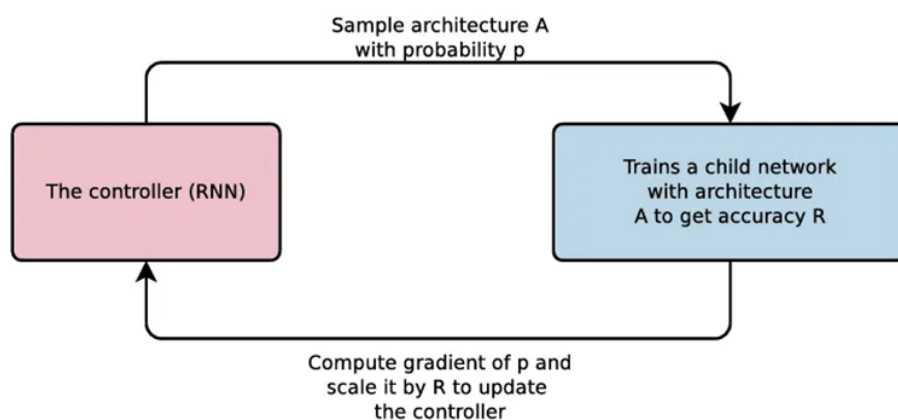 Sample architecture A
with probability p
The controller (RNN)
Trains a child network
with architecture
A to get accuracy R
Compute gradient of p and
scale it by R to update
the controller